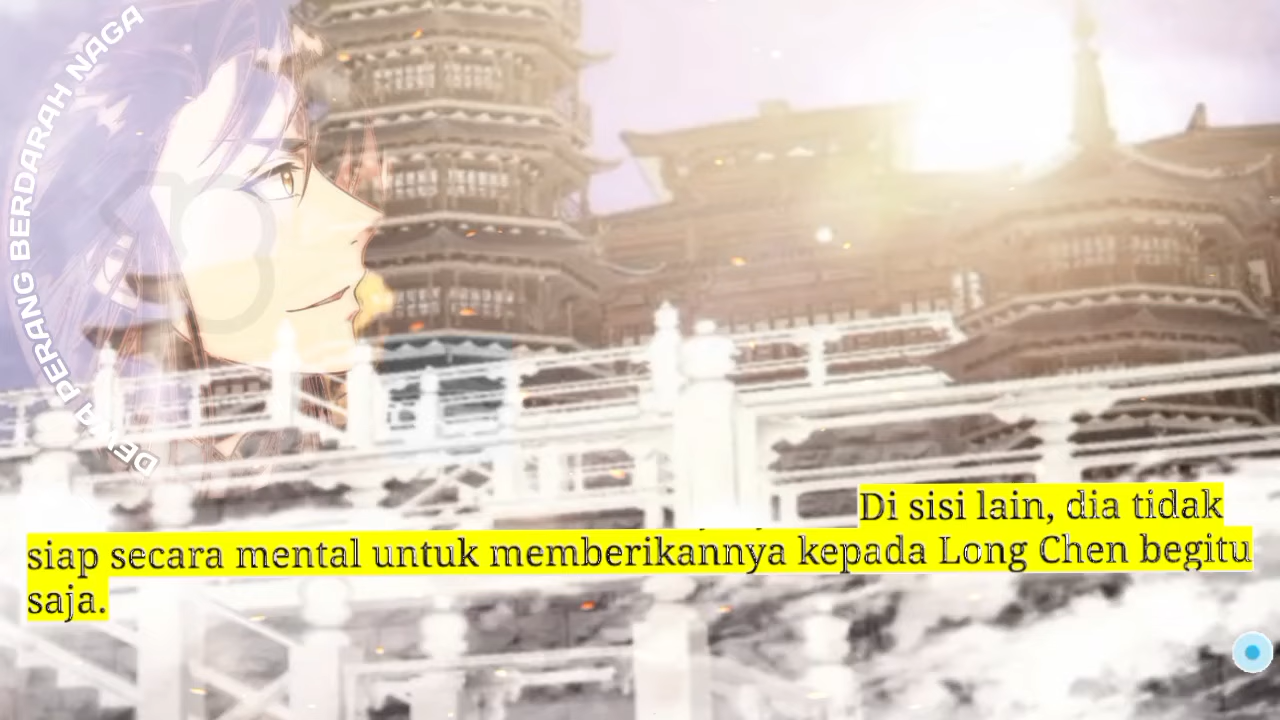 DEWA PERANG BERDARAH NAGA
Di sisi lain, dia tidak
siap secara mental untuk memberikannya kepada Long Chen begitu
saja.